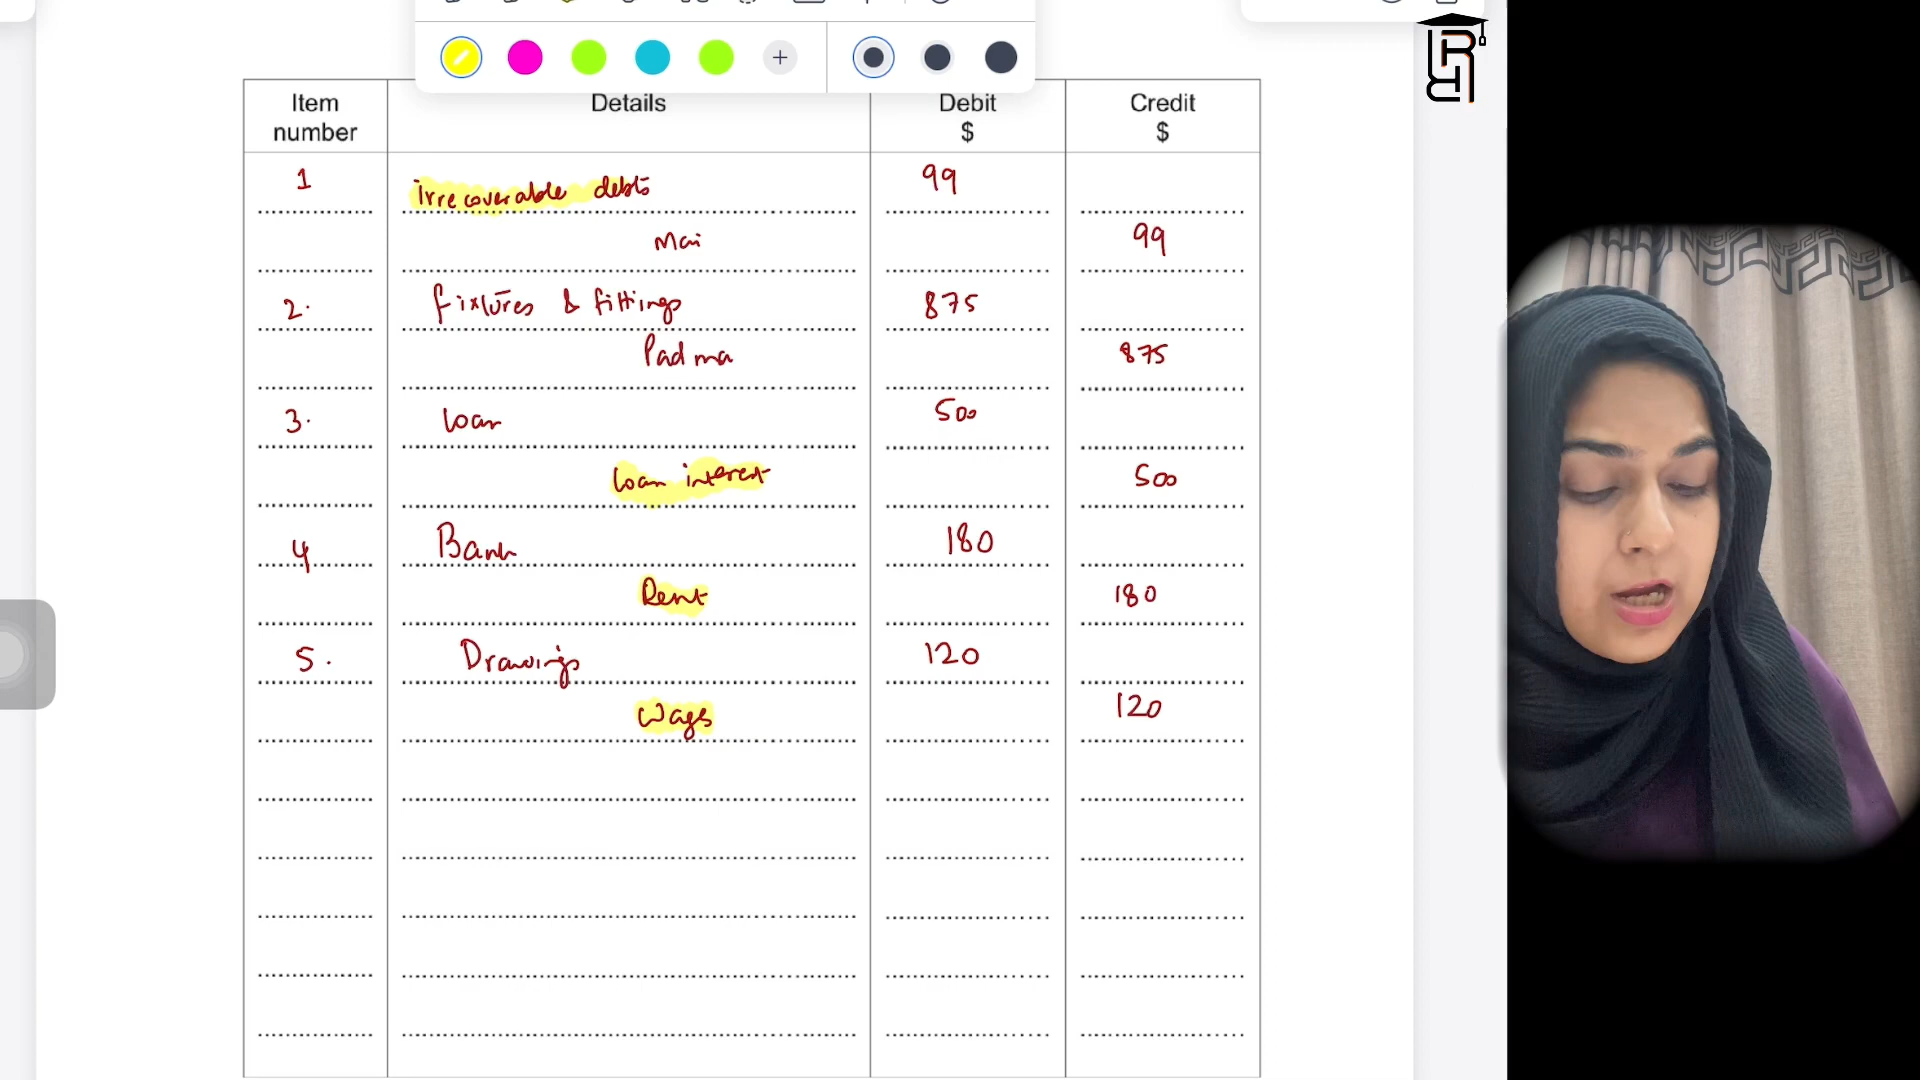 Item number Details Debit $ Credit $
1 irrecoverable debts 99
Mai 99
2. fixtures & fittings 875
Padma 875
3. loan 500
loan interest 500
4 Bank 180
Rent 180
5. Drawings 120
Wages 120